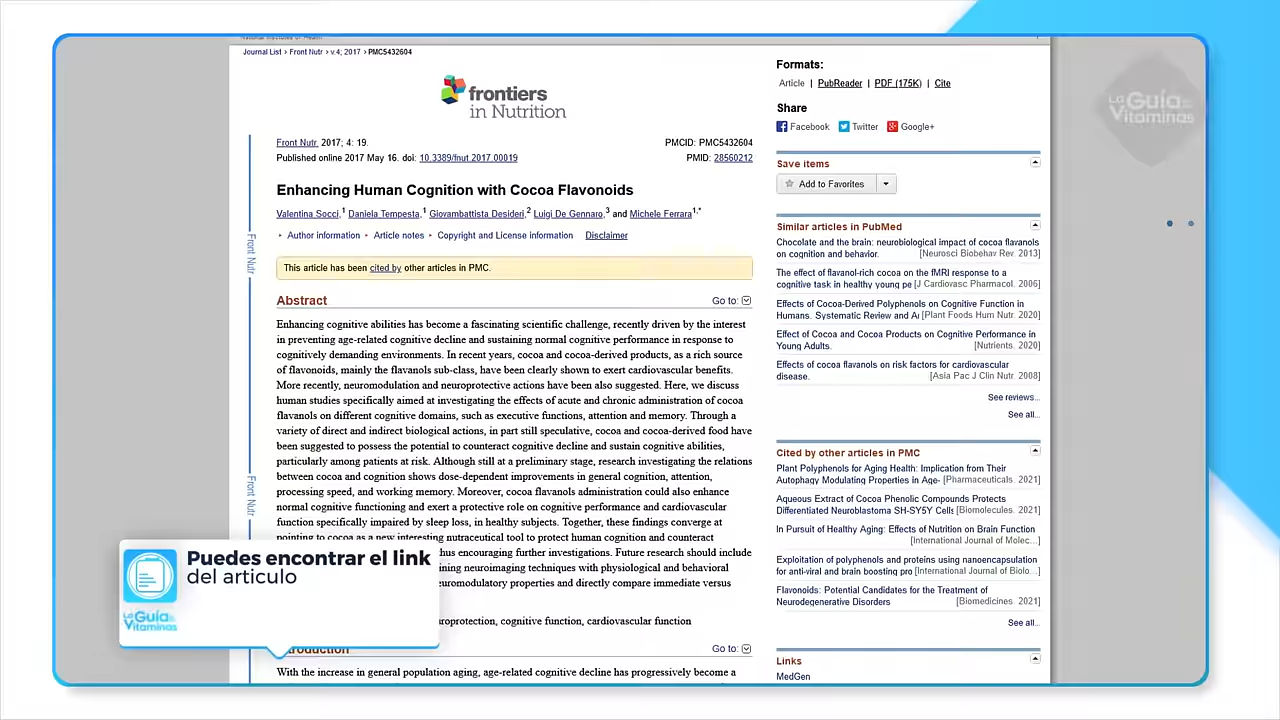 Journal List > Front Nutr > v.4; 2017 > PMC5432604
frontiers
in Nutrition
Front Nutr. 2017; 4: 19.
PMCID: PMC5432604
Published online 2017 May 16. doi: 10.3389/fnut.2017.00019
PMID: 28560212
Enhancing Human Cognition with Cocoa Flavonoids
Valentina Socci,1 Daniela Tempesta,1 Giovambattista Desideri,2 Luigi De Gennaro,3 and Michele Ferrara1,*
Author information
Article notes
Copyright and License information
Disclaimer
This article has been cited by other articles in PMC.
Abstract
Go to:
Enhancing cognitive abilities has become a fascinating scientific challenge, recently driven by the interest
in preventing age-related cognitive decline and sustaining normal cognitive performance in response to
cognitively demanding environments. In recent years, cocoa and cocoa-derived products, as a rich source
of flavonoids, mainly the flavanols sub-class, have been clearly shown to exert cardiovascular benefits.
More recently, neuromodulation and neuroprotective actions have been also suggested. Here, we discuss
human studies specifically aimed at investigating the effects of acute and chronic administration of cocoa
flavanols on different cognitive domains, such as executive functions, attention and memory. Through a
variety of direct and indirect biological actions, in part still speculative, cocoa and cocoa-derived food have
been suggested to possess the potential to counteract cognitive decline and sustain cognitive abilities,
particularly among patients at risk. Although still at a preliminary stage, research investigating the relations
between cocoa and cognition shows dose-dependent improvements in general cognition, attention,
processing speed, and working memory. Moreover, cocoa flavanols administration could also enhance
normal cognitive functioning and exert a protective role on cognitive performance and cardiovascular
function specifically impaired by sleep loss, in healthy subjects. Together, these findings converge at
pointing to cocoa as a new interesting nutraceutical tool to protect human cognition and counteract
hus encouraging further investigations. Future research should include
ining neuroimaging techniques with physiological and behavioral
euromodulatory properties and directly compare immediate versus
uroprotection, cognitive function, cardiovascular function
Go to:
With the increase in general population aging, age-related cognitive decline has progressively become a
Front Nutr
Front Nutr
Formats:
Article | PubReader | PDF (175K) | Cite
Share
Facebook Twitter Google+
Save items
Add to Favorites
Similar articles in PubMed
Chocolate and the brain: neurobiological impact of cocoa flavanols
on cognition and behavior. [Neurosci Biobehav Rev. 2013]
The effect of flavanol-rich cocoa on the fMRI response to a
cognitive task in healthy young pe [J Cardiovasc Pharmacol. 2006]
Effects of Cocoa-Derived Polyphenols on Cognitive Function in
Humans. Systematic Review and Ar [Plant Foods Hum Nutr. 2020]
Effect of Cocoa and Cocoa Products on Cognitive Performance in
Young Adults. [Nutrients. 2020]
Effects of cocoa flavanols on risk factors for cardiovascular
disease. [Asia Pac J Clin Nutr. 2008]
See reviews...
See all...
Cited by other articles in PMC
Plant Polyphenols for Aging Health: Implication from Their
Autophagy Modulating Properties in Age- [Pharmaceuticals. 2021]
Aqueous Extract of Cocoa Phenolic Compounds Protects
Differentiated Neuroblastoma SH-SY5Y Cells [Biomolecules. 2021]
In Pursuit of Healthy Aging: Effects of Nutrition on Brain Function
[International Journal of Molec...]
Exploitation of polyphenols and proteins using nanoencapsulation
for anti-viral and brain boosting pro [International Journal of Biolo...]
Flavonoids: Potential Candidates for the Treatment of
Neurodegenerative Disorders [Biomedicines. 2021]
See all...
Links
MedGen
La Guía de las
Vitaminas
Puedes encontrar el link
del articulo
La Guía
Vitaminas